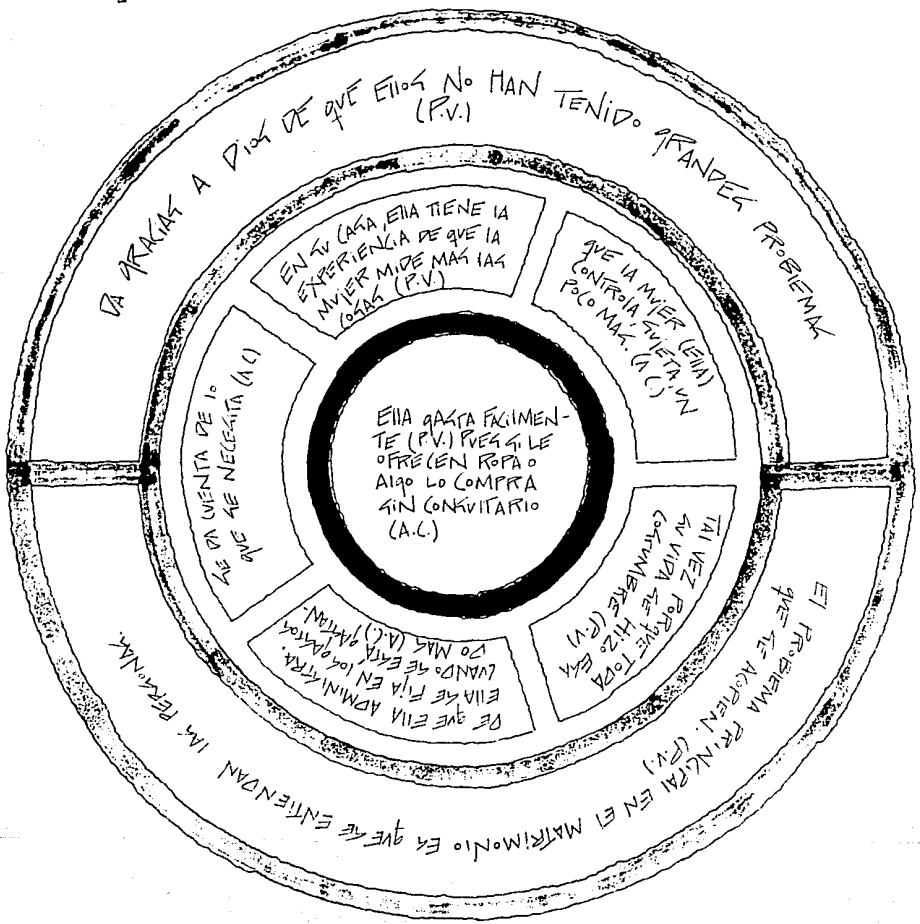 DA GRACIAS A DIOS DE QUE ELLOS NO HAN TENIDO GRANDES PROBLEMAS
(P.V.)
EN SU CASA, ELLA TIENE LA
EXPERIENCIA DE QUE LA
MUJER MIDE MAS LAS
COSAS (P.V.)
QUE LA MUJER (ELLA)
CONTROLA, SUJETA, UN
POCO MAS. (A.C.)
SE DA CUENTA DE LO
QUE SE NECESITA (A.C)
ELLA GASTA FACILMEN-
TE (P.V.) PUES SI LE
OFRECEN ROPA O
ALGO LO COMPRA
SIN CONSULTARLO
(A.C.)
TAL VEZ PORQUE TODA
SU VIDA SE HIZO ESA
COSTUMBRE (P.V)
DE QUE ELLA ADMINISTRA.
ELLA SE FIJA EN LOS GASTOS
CUANDO SE ESTÁ, GASTAN-
DO MAS (A.C.)
EL PROBLEMA PRINCIPAL EN EL MATRIMONIO ES QUE SE ENTIENDAN LAS PERSONAS.
QUE SE ACOPLEN. (P.V.)